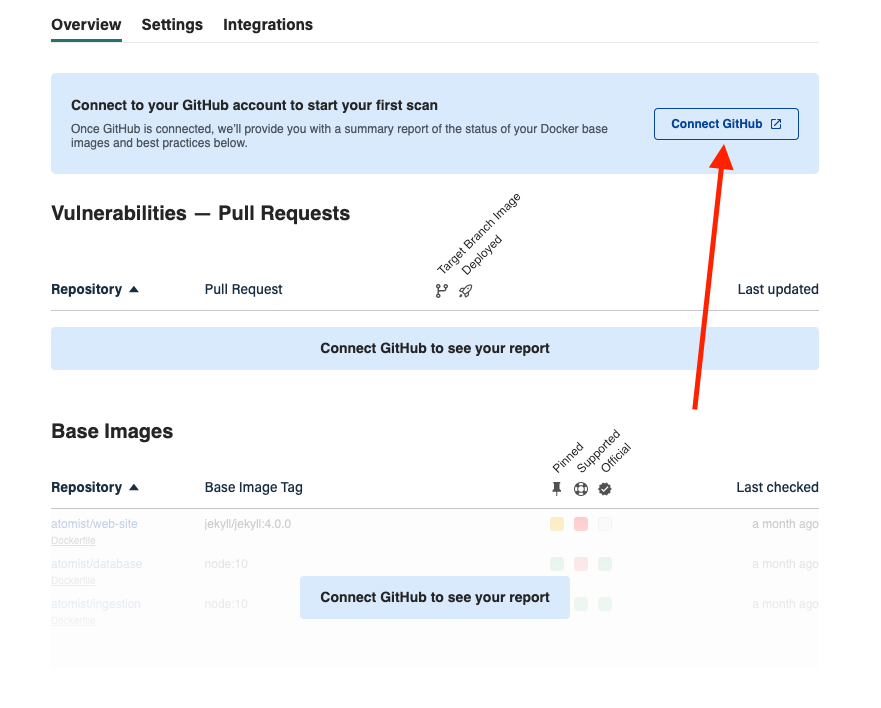 Overview Settings Integrations
Connect to your GitHub account to start your first scan
Once GitHub is connected, we'll provide you with a summary report of the status of your Docker base
images and best practices below.
Connect GitHub
Vulnerabilities — Pull Requests
Target Branch Image
Deployed
Repository Pull Request Last updated
Connect GitHub to see your report
Base Images
Pinned
Supported
Official
Repository Base Image Tag Last checked
atomist/web-site jekyll/jekyll:4.0.0 a month ago
Dockerfile
atomist/database node:10 a month ago
Dockerfile
Connect GitHub to see your report
atomist/ingestion node:10 a month ago
Dockerfile